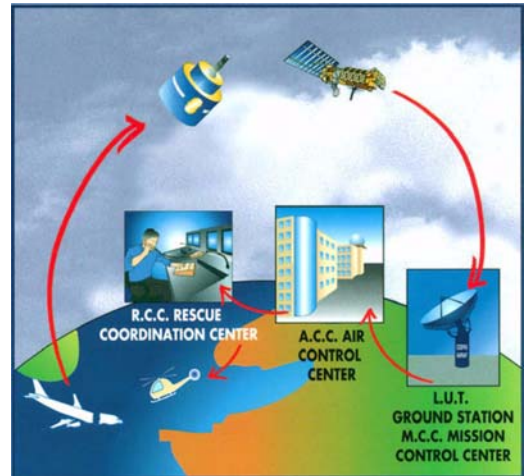 R.C.C. RESCUE
COORDINATION CENTER
A.C.C. AIR
CONTROL
CENTER
L.U.T.
GROUND STATION
M.C.C. MISSION
CONTROL CENTER